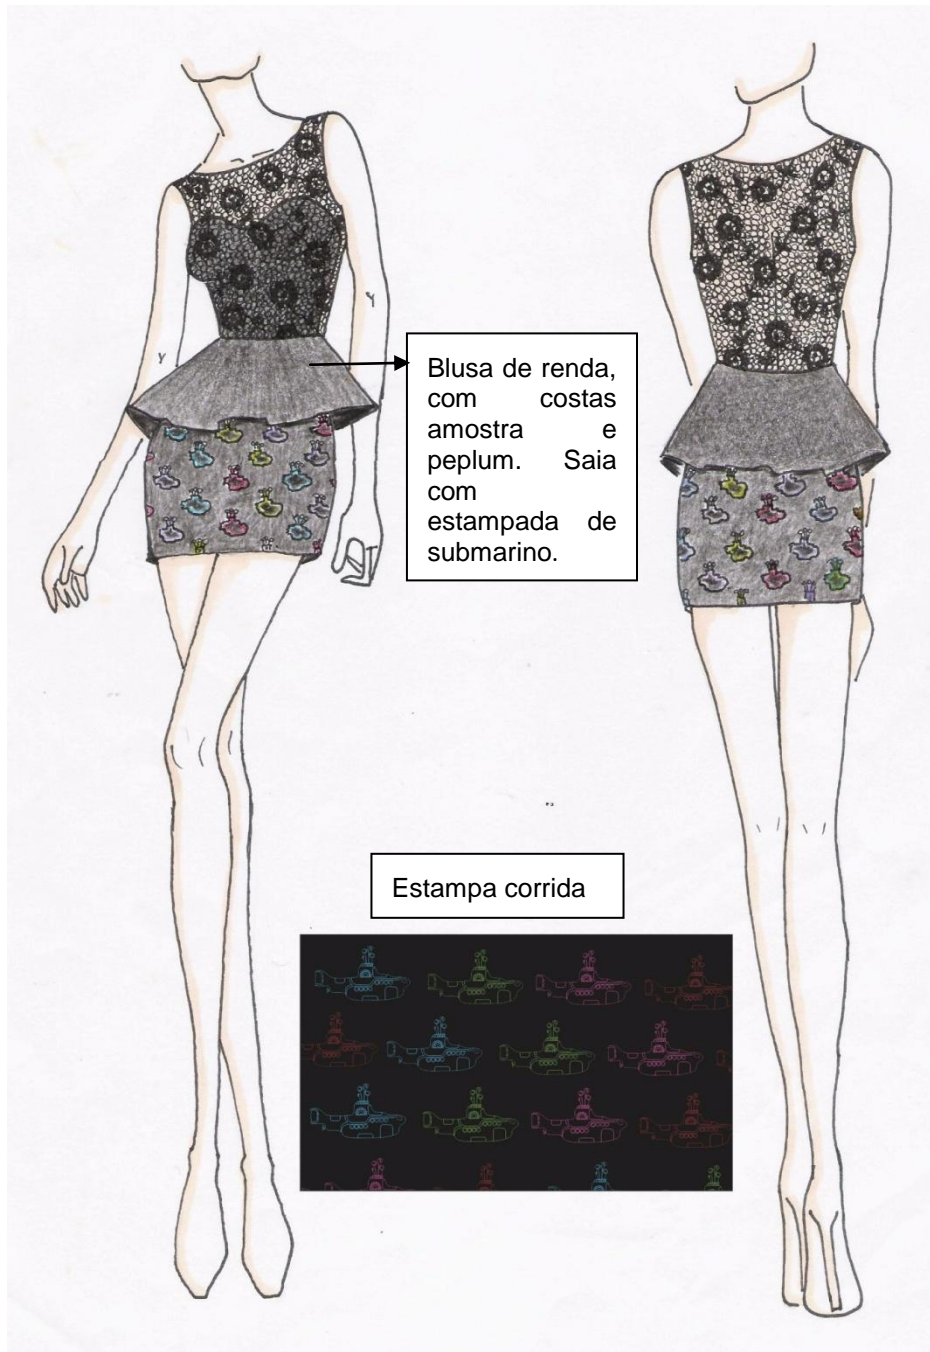 Blusa de renda,
com costas
amostra e
peplum. Saia
com
estampada de
submarino.
Estampa corrida